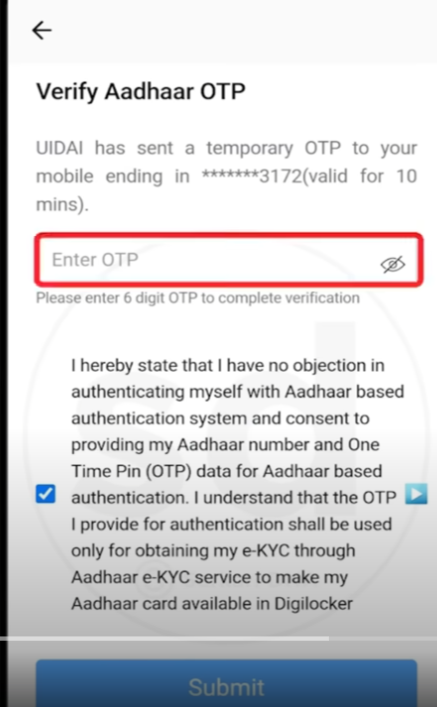 Verify Aadhaar OTP
UIDAI has sent a temporary OTP to your
mobile ending in *******3172(valid for 10
mins).
Enter OTP
Please enter 6 digit OTP to complete verification
I hereby state that I have no objection in
authenticating myself with Aadhaar based
authentication system and consent to
providing my Aadhaar number and One
Time Pin (OTP) data for Aadhaar based
authentication. I understand that the OTP
I provide for authentication shall be used
only for obtaining my e-KYC through
Aadhaar e-KYC service to make my
Aadhaar card available in Digilocker
Submit